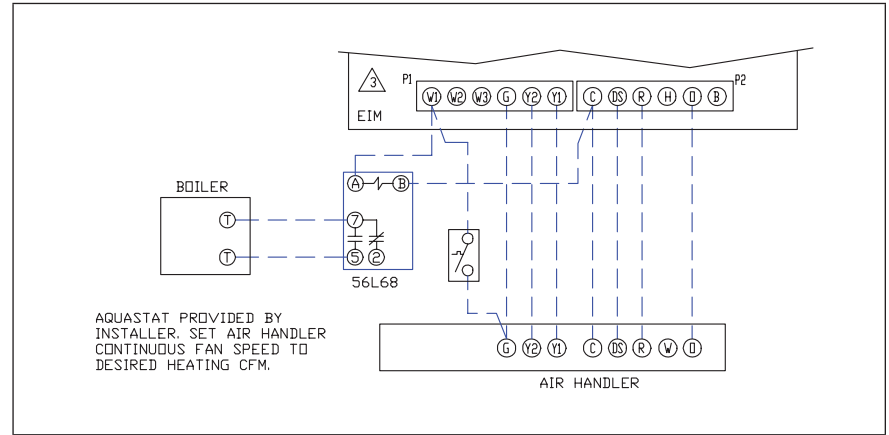 3 P1 W1 W2 W3 G Y2 Y1 C DS R H O B P2
EIM
A B
BOILER
T 7
T 5 2
56L68
AQUASTAT PROVIDED BY
INSTALLER. SET AIR HANDLER
CONTINUOUS FAN SPEED TO
DESIRED HEATING CFM.
G Y2 Y1 C DS R W O
AIR HANDLER